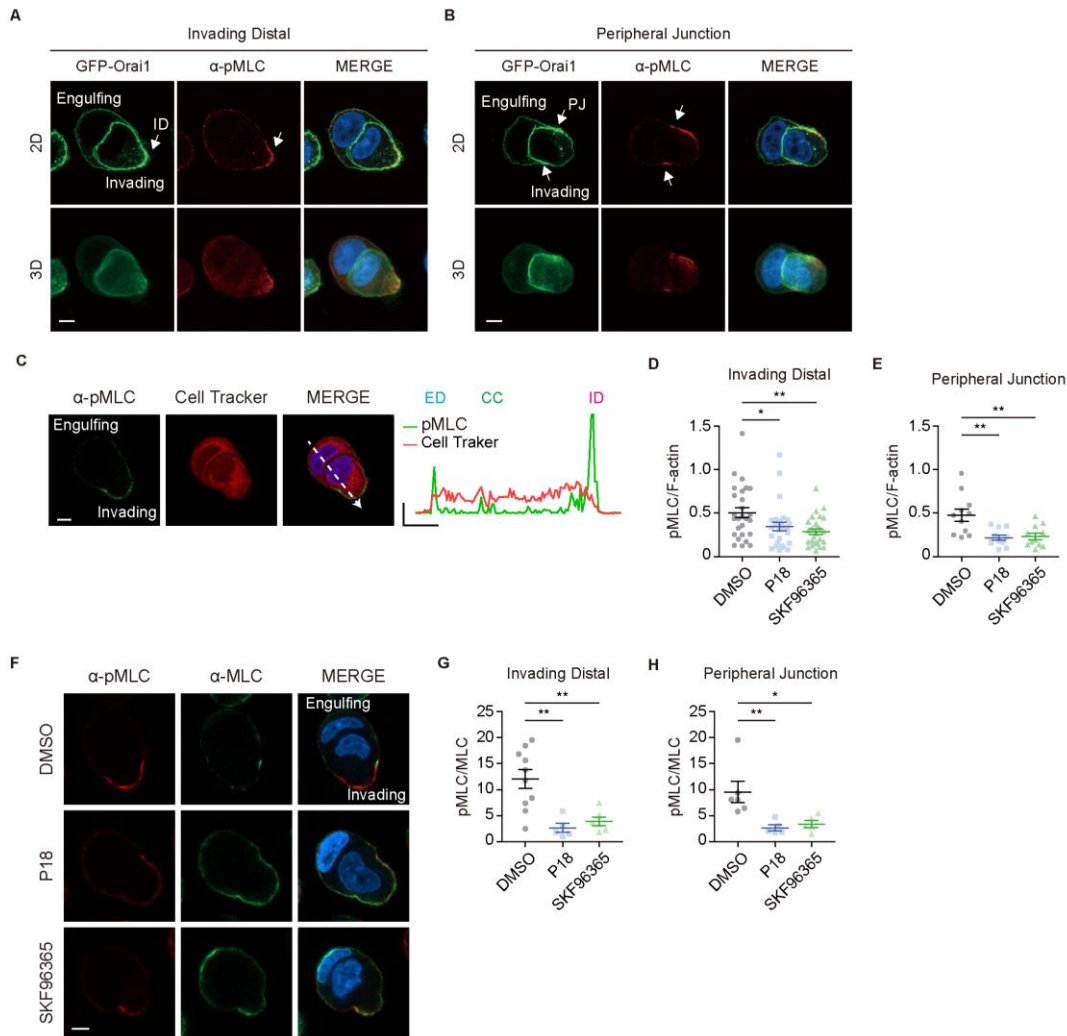 A
Invading Distal
GFP-Orai1 α-pMLC MERGE
2D
Engulfing
ID
Invading
3D
B
Peripheral Junction
GFP-Orai1 α-pMLC MERGE
2D
PJ
Engulfing
Invading
3D
C
α-pMLC Cell Tracker MERGE
Engulfing
Invading
ED CC ID
pMLC
Cell Traker
D
Invading Distal
**
*
pMLC/F-actin
1.5
1.0
0.5
0
DMSO
P18
SKF96365
E
Peripheral Junction
**
**
pMLC/F-actin
1.5
1.0
0.5
0
DMSO
P18
SKF96365
F
α-pMLC α-MLC MERGE
DMSO
Engulfing
Invading
P18
SKF96365
G
Invading Distal
**
**
pMLC/MLC
25
20
15
10
5
0
DMSO
P18
SKF96365
H
Peripheral Junction
*
**
pMLC/MLC
25
20
15
10
5
0
DMSO
P18
SKF96365